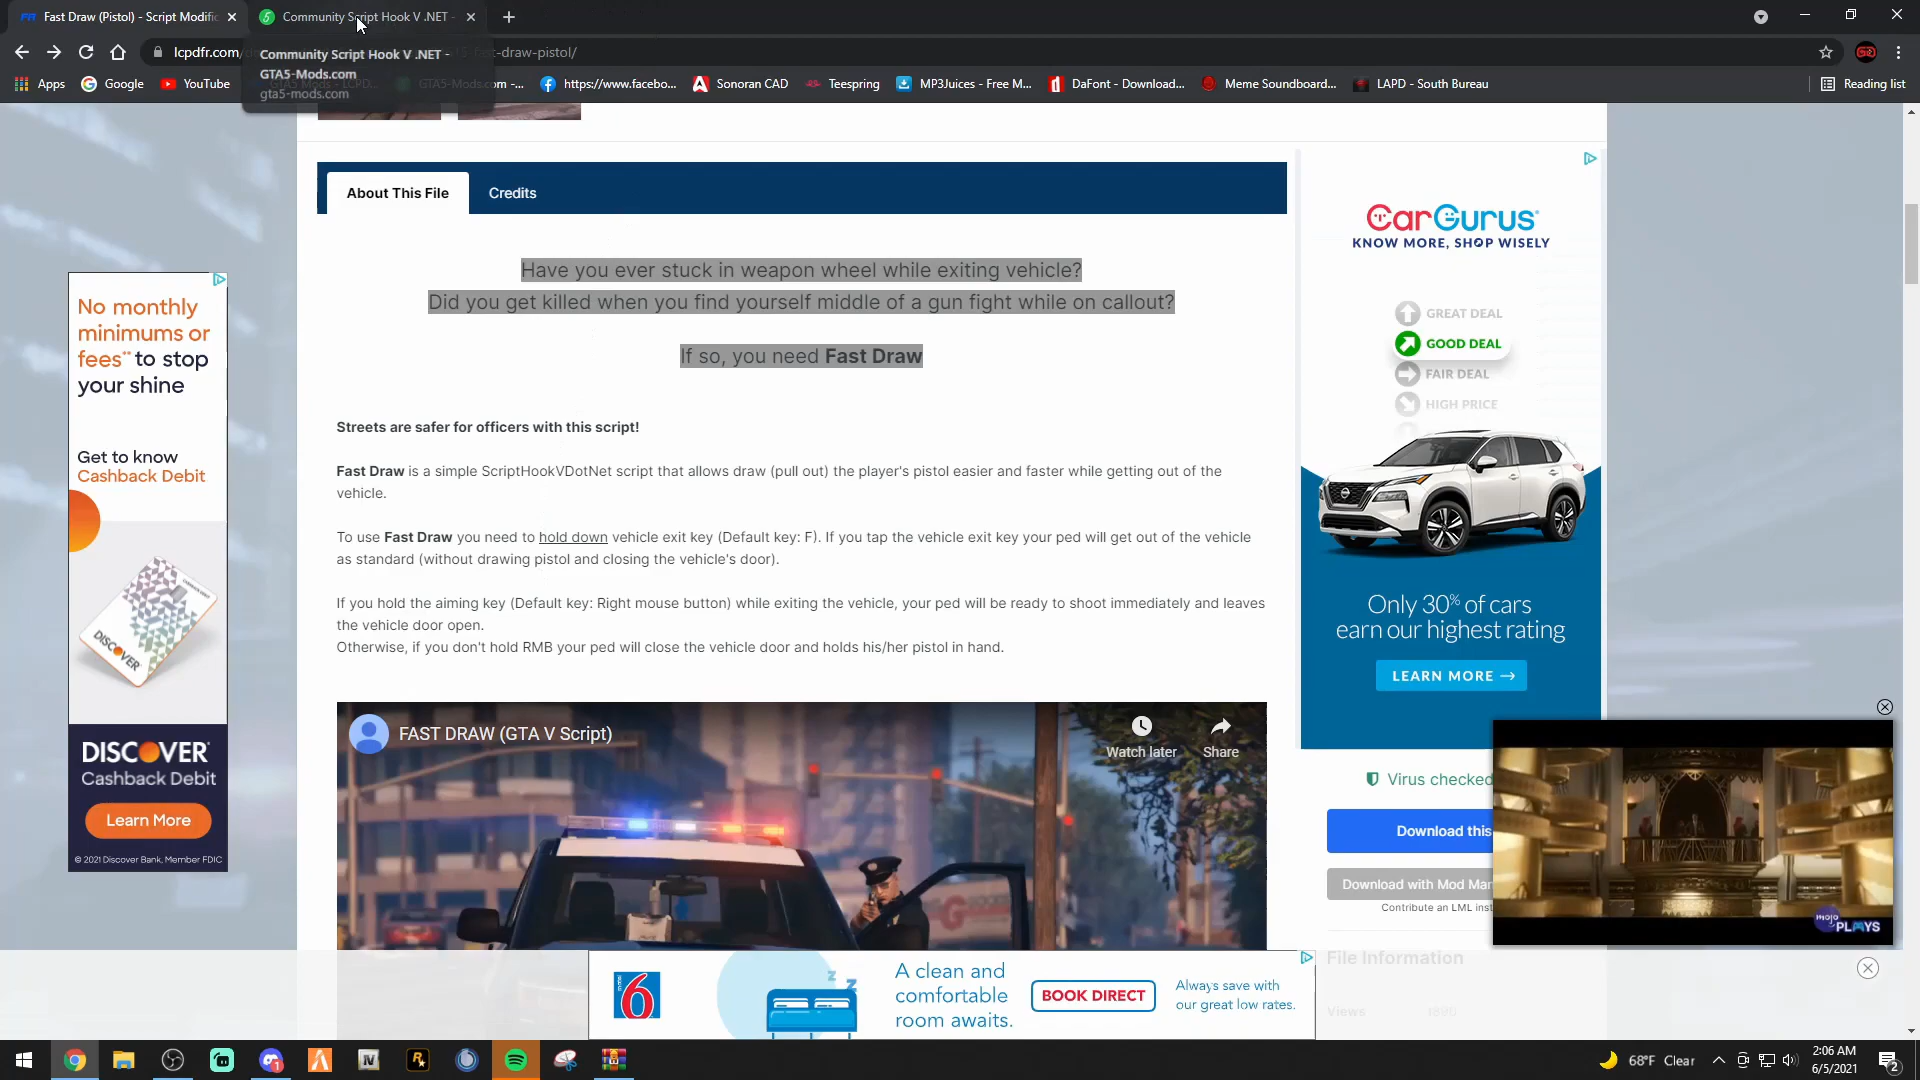 Fast Draw (Pistol) - Script Modific
Community Script Hook V .NET -
lcpdfr.com/
fast-draw-pistol/
Community Script Hook V .NET -
GTA5-Mods.com
gta5-mods.com
Apps
Google
YouTube
GTA5-Mods.com -...
https://www.facebo...
Sonoran CAD
Teespring
MP3Juices - Free M...
DaFont - Download...
Meme Soundboard...
LAPD - South Bureau
Reading list
About This File
Credits
Have you ever stuck in weapon wheel while exiting vehicle?
Did you get killed when you find yourself middle of a gun fight while on callout?
If so, you need Fast Draw
Streets are safer for officers with this script!
Fast Draw is a simple ScriptHookVDotNet script that allows draw (pull out) the player's pistol easier and faster while getting out of the
vehicle.
To use Fast Draw you need to hold down vehicle exit key (Default key: F). If you tap the vehicle exit key your ped will get out of the vehicle
as standard (without drawing pistol and closing the vehicle's door).
If you hold the aiming key (Default key: Right mouse button) while exiting the vehicle, your ped will be ready to shoot immediately and leaves
the vehicle door open.
Otherwise, if you don't hold RMB your ped will close the vehicle door and holds his/her pistol in hand.
FAST DRAW (GTA V Script)
Watch later
Share
No monthly
minimums or
fees** to stop
your shine
Get to know
Cashback Debit
DISCOVER
DISCOVER
Cashback Debit
Learn More
© 2021 Discover Bank, Member FDIC
CarGurus
KNOW MORE, SHOP WISELY
GREAT DEAL
GOOD DEAL
FAIR DEAL
HIGH PRICE
Only 30% of cars
earn our highest rating
LEARN MORE
Virus checked
Download this
Download with Mod Man
Contribute an LML inst
File Information
Views
1890
mojo
PLAYS
6
A clean and
comfortable
room awaits.
BOOK DIRECT
Always save with
our great low rates.
68°F Clear
2:06 AM
6/5/2021
2